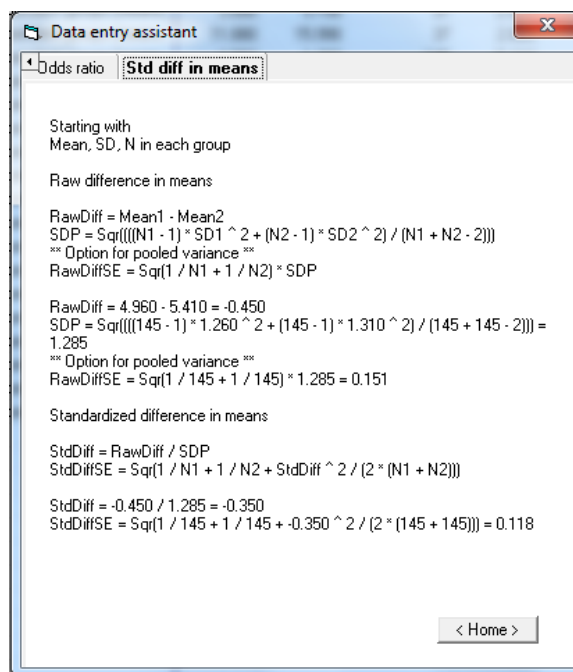 Data entry assistant
Odds ratio
Std diff in means
Starting with
Mean, SD, N in each group
Raw difference in means
RawDiff = Mean1 - Mean2
SDP = Sqr((((N1 - 1) * SD1 ^ 2 + (N2 - 1) * SD2 ^ 2) / (N1 + N2 - 2)))
** Option for pooled variance **
RawDiffSE = Sqr(1 / N1 + 1 / N2) * SDP
RawDiff = 4.960 - 5.410 = -0.450
SDP = Sqr((((145 - 1) * 1.260 ^ 2 + (145 - 1) * 1.310 ^ 2) / (145 + 145 - 2))) =
1.285
** Option for pooled variance **
RawDiffSE = Sqr(1 / 145 + 1 / 145) * 1.285 = 0.151
Standardized difference in means
StdDiff = RawDiff / SDP
StdDiffSE = Sqr(1 / N1 + 1 / N2 + StdDiff ^ 2 / (2 * (N1 + N2)))
StdDiff = -0.450 / 1.285 = -0.350
StdDiffSE = Sqr(1 / 145 + 1 / 145 + -0.350 ^ 2 / (2 * (145 + 145))) = 0.118
< Home >